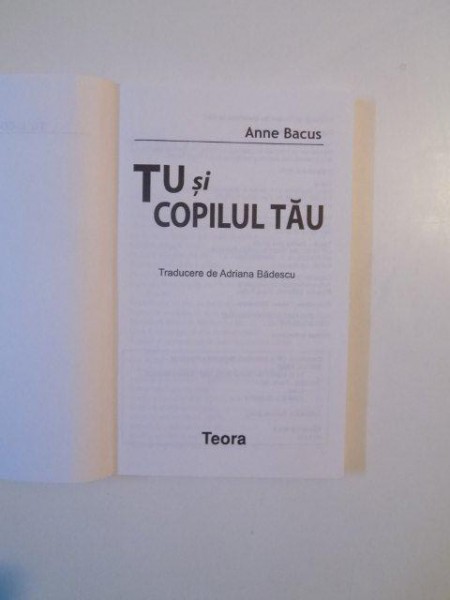 Anne Bacus
TU și
COPILUL TĂU
Traducere de Adriana Bădescu
Teora